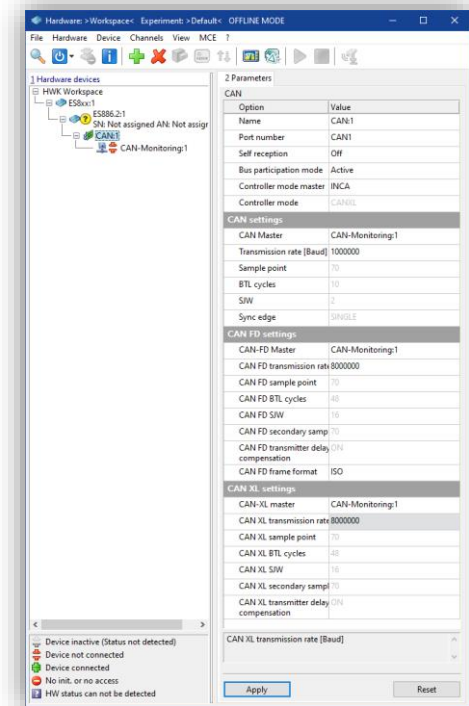 Hardware: >Workspace<  Experiment: >Default<  OFFLINE MODE
File Hardware Device Channels View MCE ?
1 Hardware devices
HWK Workspace
ES8xx:1
ES886.2:1
SN: Not assigned AN: Not assigr
CAN:1
CAN-Monitoring:1
Device inactive (Status not detected)
Device not connected
Device connected
No init. or no access
HW status can not be detected
2 Parameters
CAN
Option Value
Name CAN:1
Port number CAN1
Self reception Off
Bus participation mode Active
Controller mode master INCA
Controller mode CANXL
CAN settings
CAN Master CAN-Monitoring:1
Transmission rate [Baud] 1000000
Sample point 70
BTL cycles 10
SJW 2
Sync edge SINGLE
CAN FD settings
CAN-FD Master CAN-Monitoring:1
CAN FD transmission rate 8000000
CAN FD sample point 70
CAN FD BTL cycles 48
CAN FD SJW 16
CAN FD secondary samp 70
CAN FD transmitter delay ON
compensation
CAN FD frame format ISO
CAN XL settings
CAN-XL master CAN-Monitoring:1
CAN XL transmission rate 8000000
CAN XL sample point 70
CAN XL BTL cycles 48
CAN XL SJW 16
CAN XL secondary sampl 70
CAN XL transmitter delay ON
compensation
CAN XL transmission rate [Baud]
Apply Reset